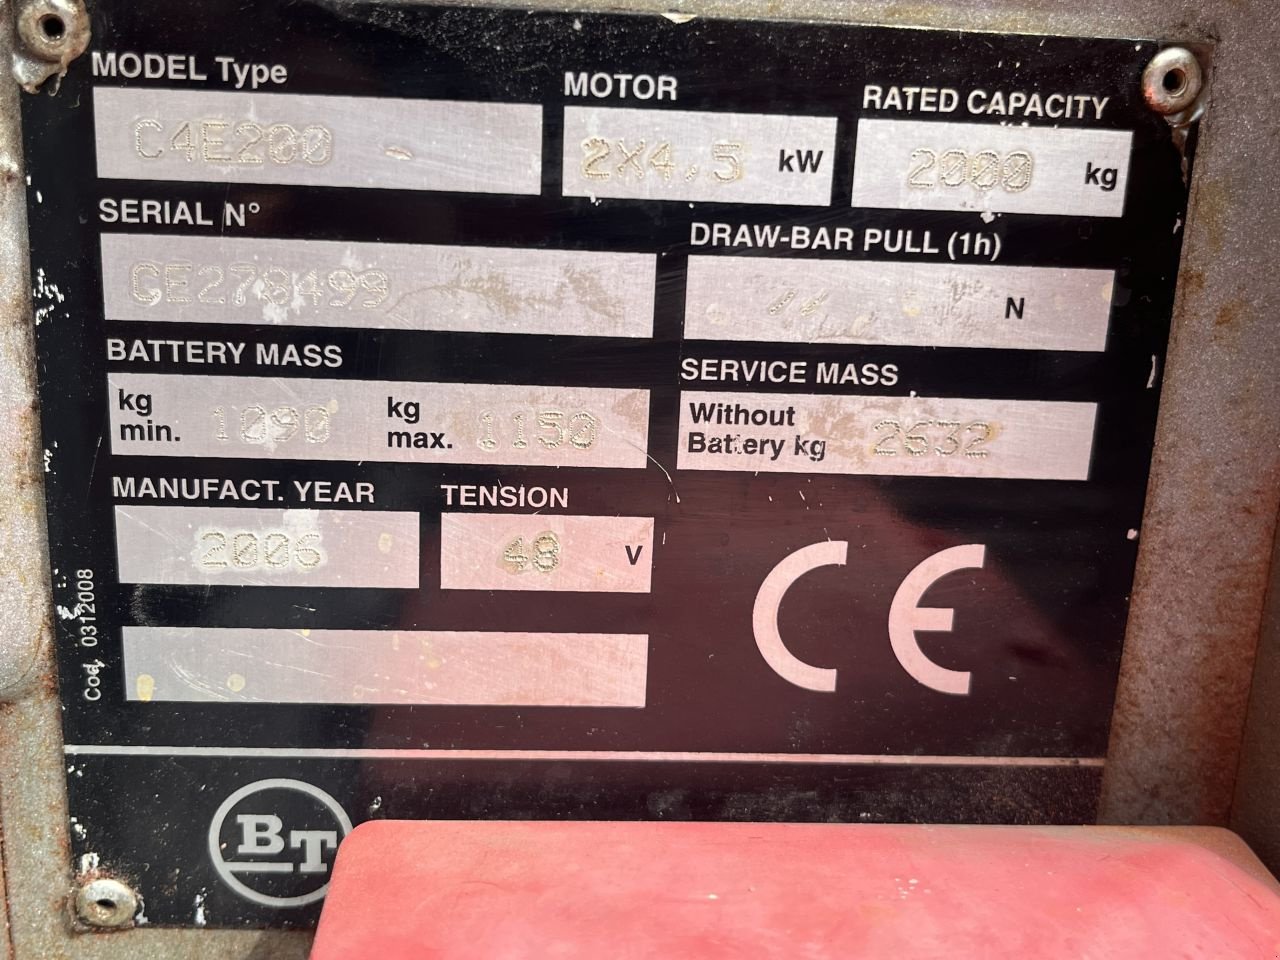 MODEL Type
C4E200
MOTOR
2X4,5 kW
RATED CAPACITY
2000 kg
SERIAL N°
CE278499
DRAW-BAR PULL (1h)
// N
BATTERY MASS
kg min. 1090 kg max. 1150
SERVICE MASS
Without
Battery kg 2632
MANUFACT. YEAR
2006
TENSION
48 V
Cod. 0312008
CE
BT